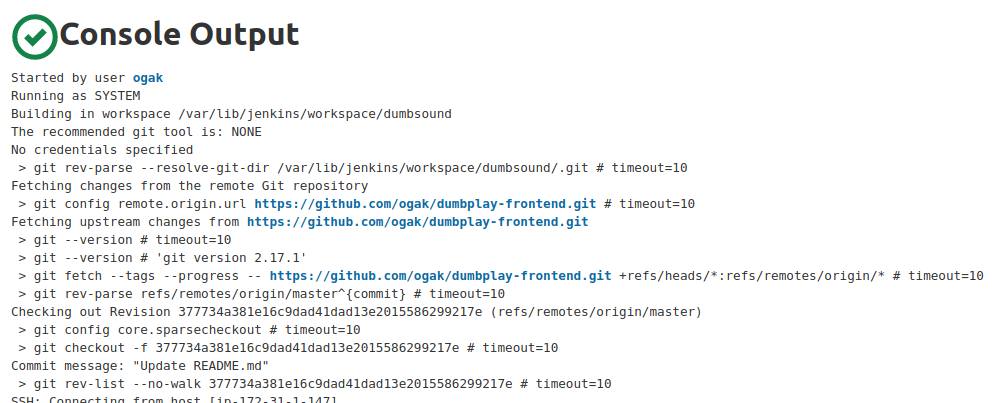 Console Output
Started by user ogak
Running as SYSTEM
Building in workspace /var/lib/jenkins/workspace/dumbsound
The recommended git tool is: NONE
No credentials specified
 > git rev-parse --resolve-git-dir /var/lib/jenkins/workspace/dumbsound/.git # timeout=10
Fetching changes from the remote Git repository
 > git config remote.origin.url https://github.com/ogak/dumbplay-frontend.git # timeout=10
Fetching upstream changes from https://github.com/ogak/dumbplay-frontend.git
 > git --version # timeout=10
 > git --version # 'git version 2.17.1'
 > git fetch --tags --progress -- https://github.com/ogak/dumbplay-frontend.git +refs/heads/*:refs/remotes/origin/* # timeout=10
 > git rev-parse refs/remotes/origin/master^{commit} # timeout=10
Checking out Revision 377734a381e16c9dad41dad13e2015586299217e (refs/remotes/origin/master)
 > git config core.sparsecheckout # timeout=10
 > git checkout -f 377734a381e16c9dad41dad13e2015586299217e # timeout=10
Commit message: "Update README.md"
 > git rev-list --no-walk 377734a381e16c9dad41dad13e2015586299217e # timeout=10
SSH: Connecting from host [ip-172-31-1-147]